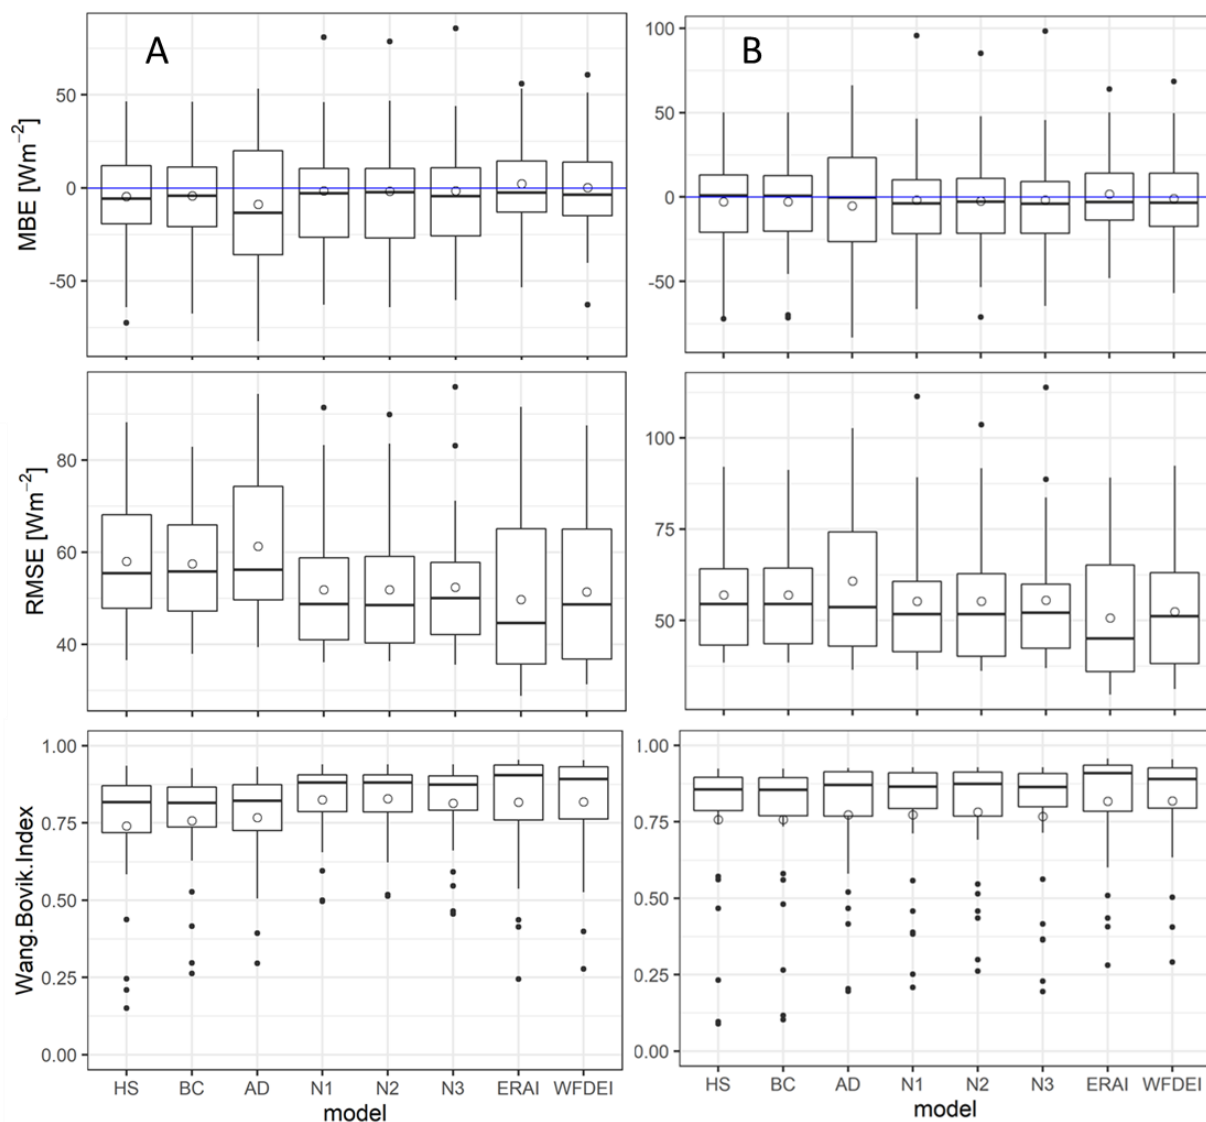 A
B
MBE [Wm−2]
50
0
-50
100
50
0
-50
RMSE [Wm−2]
80
60
40
100
75
50
Wang.Bovik.Index
1.00
0.75
0.50
0.25
0.00
1.00
0.75
0.50
0.25
0.00
HS BC AD N1 N2 N3 ERAI WFDEI
model
HS BC AD N1 N2 N3 ERAI WFDEI
model